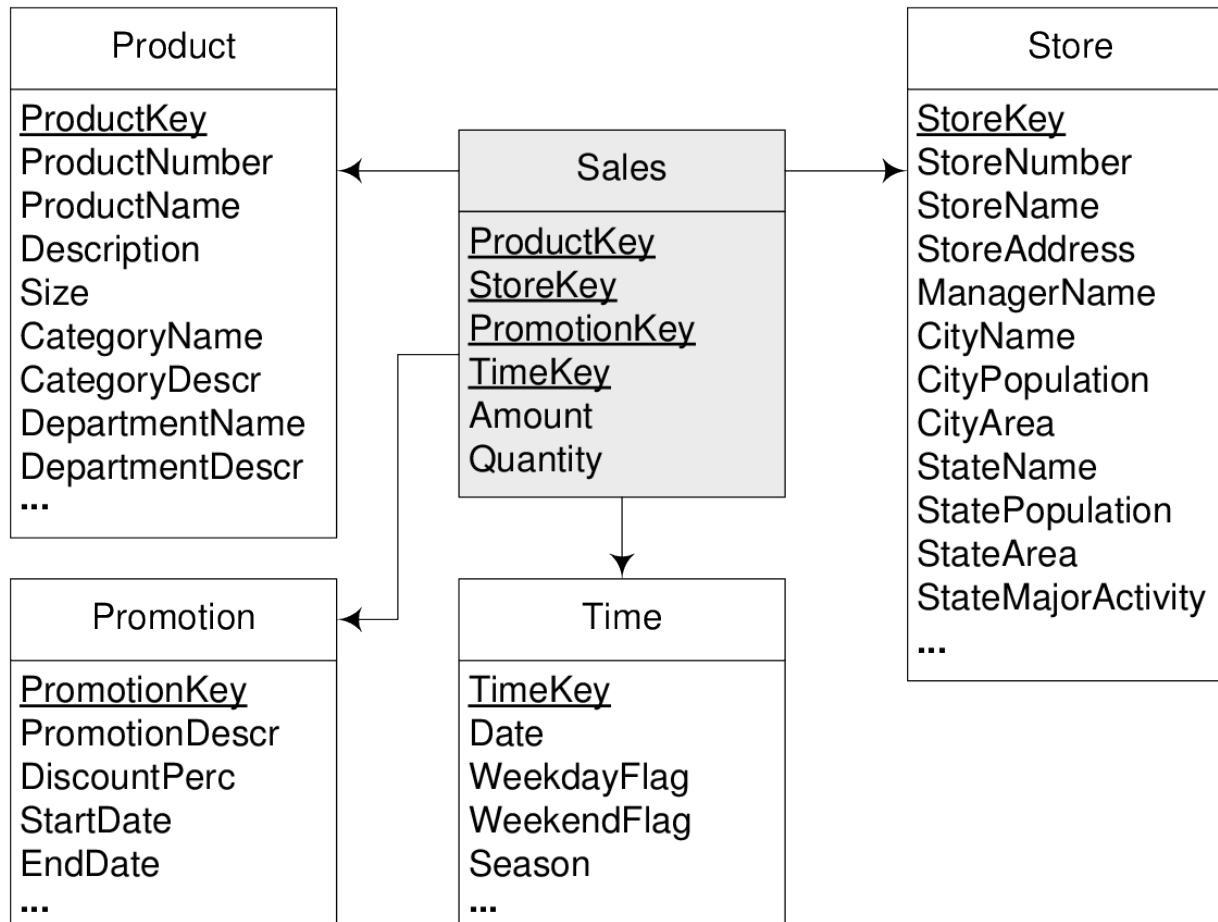 Product
ProductKey
ProductNumber
ProductName
Description
Size
CategoryName
CategoryDescr
DepartmentName
DepartmentDescr
...
Sales
ProductKey
StoreKey
PromotionKey
TimeKey
Amount
Quantity
Store
StoreKey
StoreNumber
StoreName
StoreAddress
ManagerName
CityName
CityPopulation
CityArea
StateName
StatePopulation
StateArea
StateMajorActivity
...
Promotion
PromotionKey
PromotionDescr
DiscountPerc
StartDate
EndDate
...
Time
TimeKey
Date
WeekdayFlag
WeekendFlag
Season
...